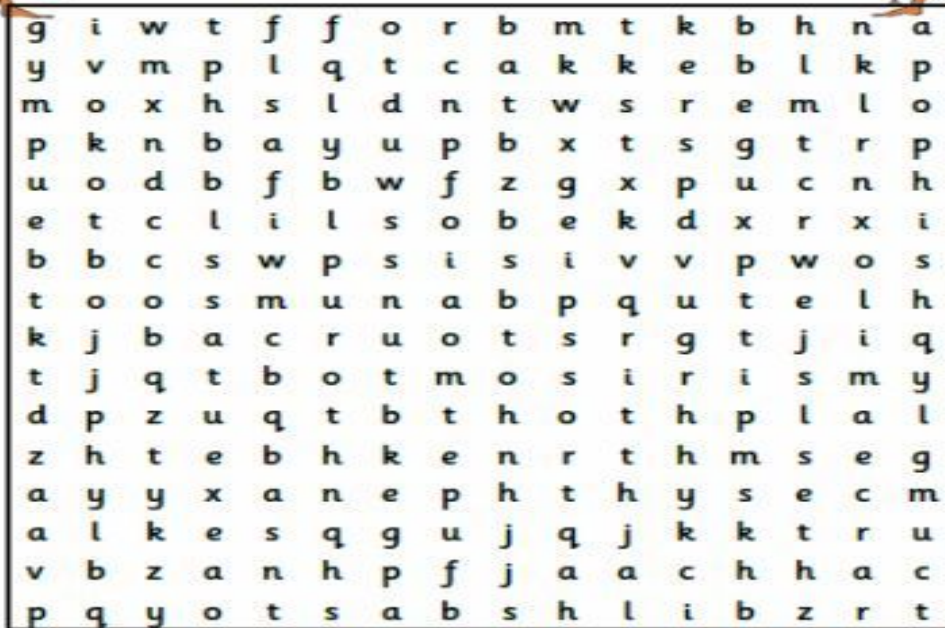 g i w t f f o r b m t k b h n a
y v m p l q t c a k k e b l k p
m o x h s l d n t w s r e m l o
p k n b a y u p b x t s g t r p
u o d b f b w f z g x p u c n h
e t c l i l s o b e k d x r x i
b b c s w p s i s i v v p w o s
t o o s m u n a b p q u t e l h
k j b a c r u o t s r g t j i q
t j q t b o t m o s i r i s m y
d p z u q t b t h o t h p l a l
z h t e b h k e n r t h m s e g
a y y x a n e p h t h y s e c m
a l k e s q g u j q j k k t r u
v b z a n h p f j a a c h h a c
p q y o t s a b s h l i b z r t